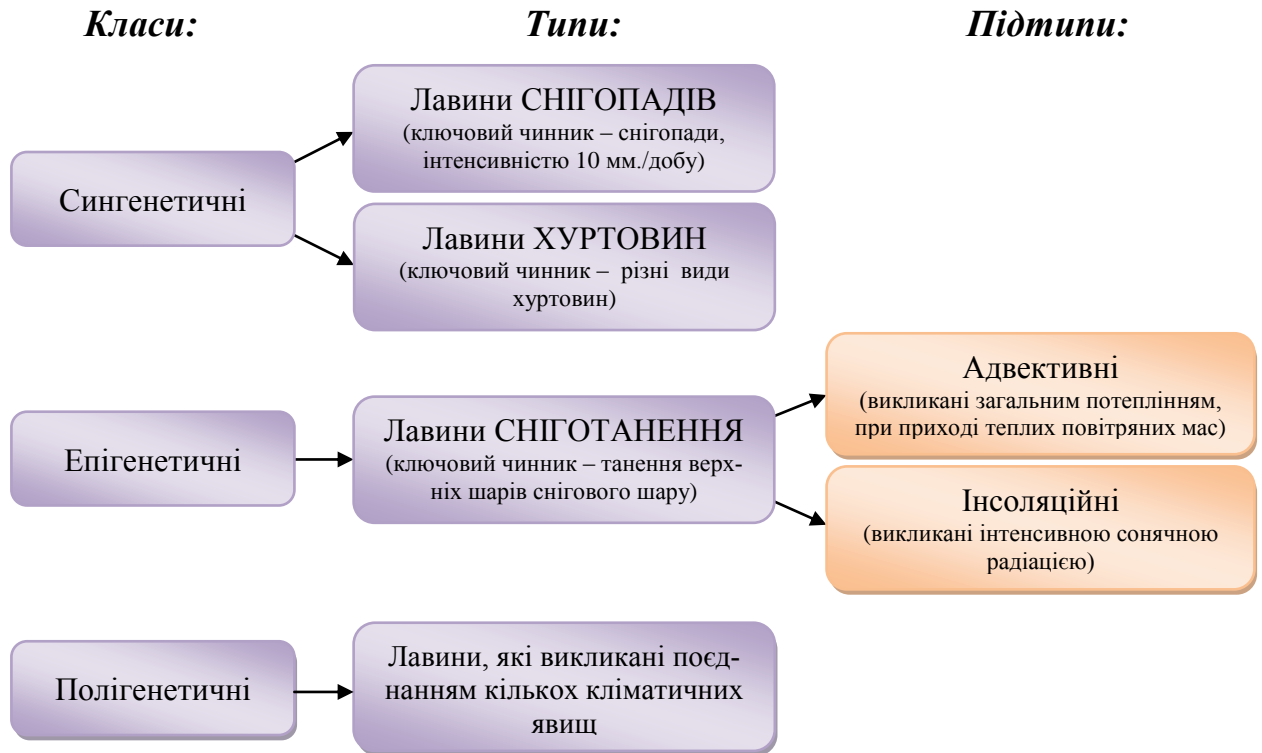 Класи:
Типи:
Підтипи:
Сингенетичні
Лавини СНІГОПАДІВ
(ключовий чинник – снігопади,
інтенсивністю 10 мм./добу)
Лавини ХУРТОВИН
(ключовий чинник – різні види
хуртовин)
Епігенетичні
Лавини СНІГОТАНЕННЯ
(ключовий чинник – танення верх-
ніх шарів снігового шару)
Адвективні
(викликані загальним потеплінням,
при приході теплих повітряних мас)
Інсоляційні
(викликані інтенсивною сонячною
радіацією)
Полігенетичні
Лавини, які викликані поєд-
нанням кількох кліматичних
явищ